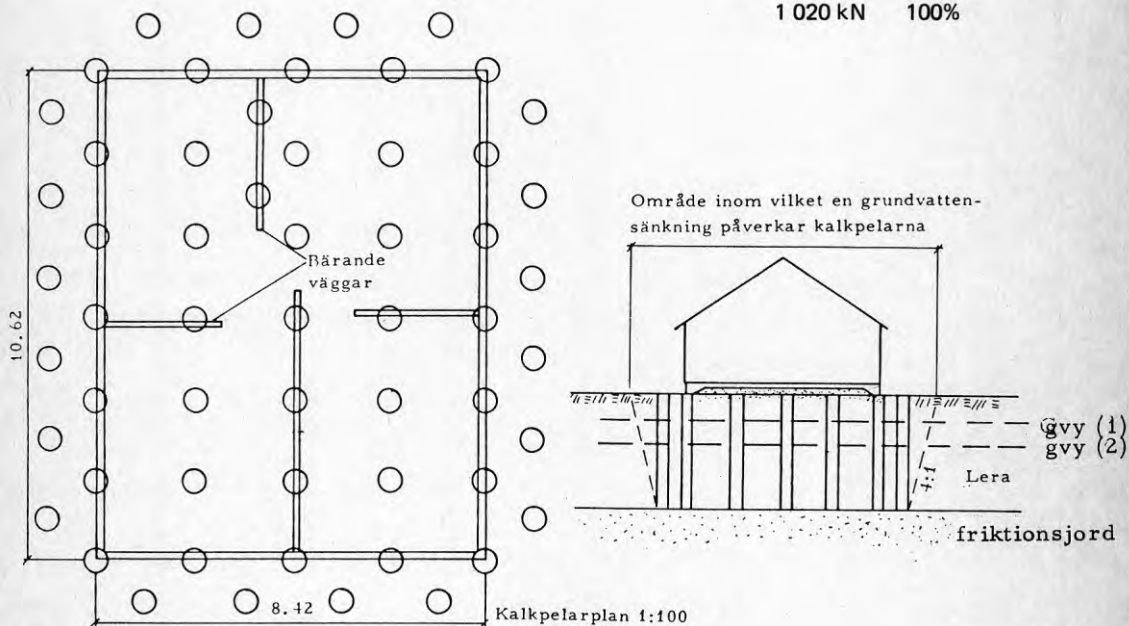 1 020 kN 100%
Område inom vilket en grundvatten-
sänkning påverkar kalkpelarna
Bärande
väggar
10.62
gvy (1)
gvy (2)
4:1
Lera
friktionsjord
8.42
Kalkpelarplan 1:100